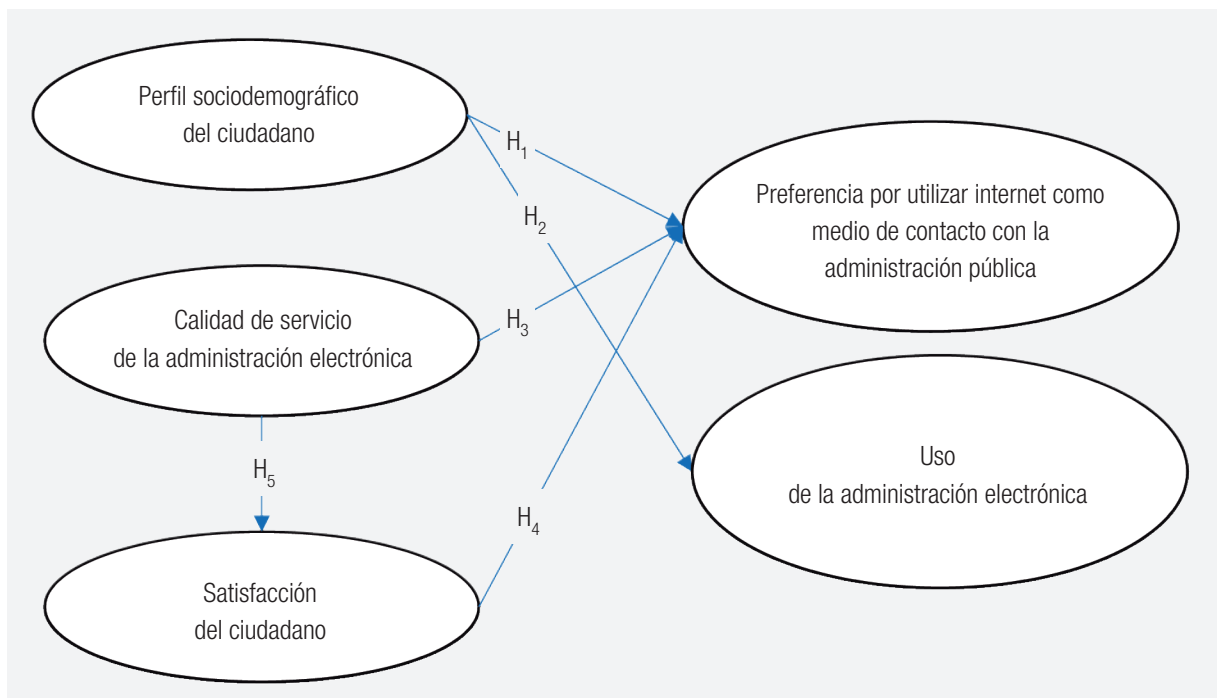 Perfil sociodemográfico
del ciudadano
H₁
H₂
Preferencia por utilizar internet como
medio de contacto con la
administración pública
Calidad de servicio
de la administración electrónica
H₃
H₅
H₄
Uso
de la administración electrónica
Satisfacción
del ciudadano